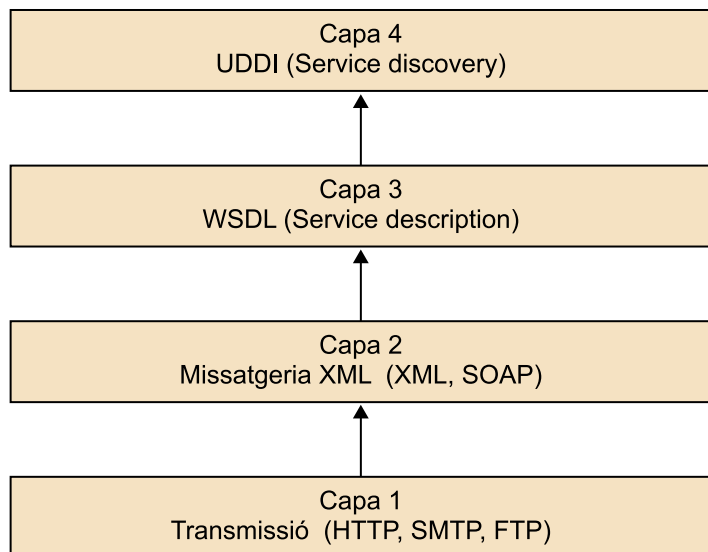 Capa 4
UDDI (Service discovery)
Capa 3
WSDL (Service description)
Capa 2
Missatgeria XML (XML, SOAP)
Capa 1
Transmissió (HTTP, SMTP, FTP)